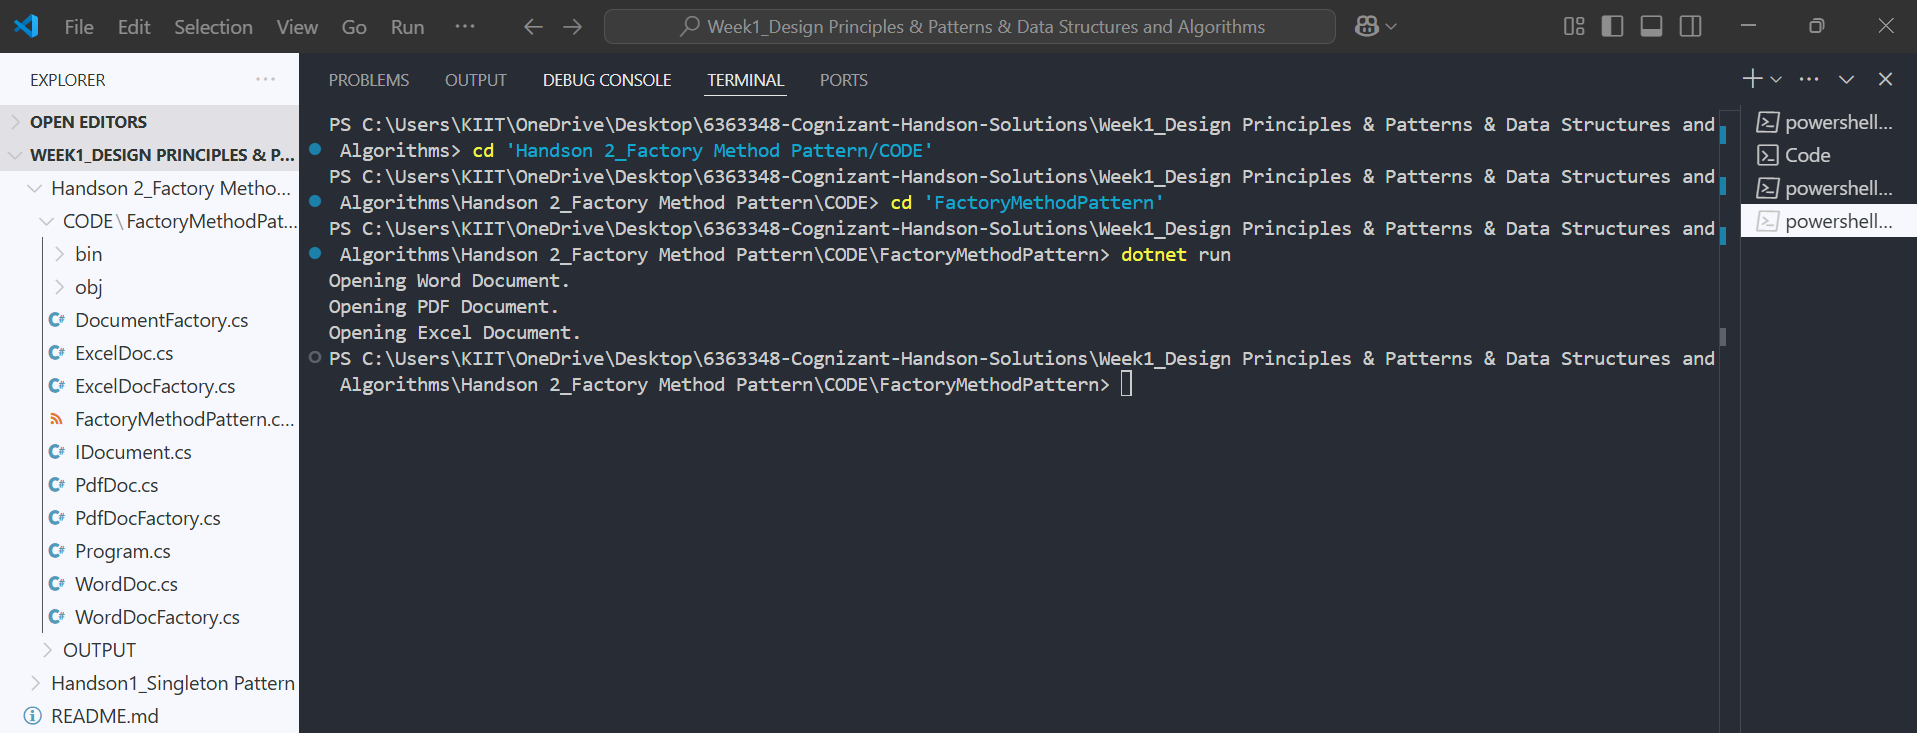 File Edit Selection View Go Run ···
Week1_Design Principles & Patterns & Data Structures and Algorithms
EXPLORER ···
OPEN EDITORS
WEEK1_DESIGN PRINCIPLES & P...
Handson 2_Factory Metho...
CODE\FactoryMethodPat...
bin
obj
DocumentFactory.cs
ExcelDoc.cs
ExcelDocFactory.cs
FactoryMethodPattern.c...
IDocument.cs
PdfDoc.cs
PdfDocFactory.cs
Program.cs
WordDoc.cs
WordDocFactory.cs
OUTPUT
Handson1_Singleton Pattern
README.md
PROBLEMS OUTPUT DEBUG CONSOLE TERMINAL PORTS
PS C:\Users\KIIT\OneDrive\Desktop\6363348-Cognizant-Handson-Solutions\Week1_Design Principles & Patterns & Data Structures and
Algorithms> cd 'Handson 2_Factory Method Pattern/CODE'
PS C:\Users\KIIT\OneDrive\Desktop\6363348-Cognizant-Handson-Solutions\Week1_Design Principles & Patterns & Data Structures and
Algorithms\Handson 2_Factory Method Pattern\CODE> cd 'FactoryMethodPattern'
PS C:\Users\KIIT\OneDrive\Desktop\6363348-Cognizant-Handson-Solutions\Week1_Design Principles & Patterns & Data Structures and
Algorithms\Handson 2_Factory Method Pattern\CODE\FactoryMethodPattern> dotnet run
Opening Word Document.
Opening PDF Document.
Opening Excel Document.
PS C:\Users\KIIT\OneDrive\Desktop\6363348-Cognizant-Handson-Solutions\Week1_Design Principles & Patterns & Data Structures and
Algorithms\Handson 2_Factory Method Pattern\CODE\FactoryMethodPattern>
powershell...
Code
powershell...
powershell...